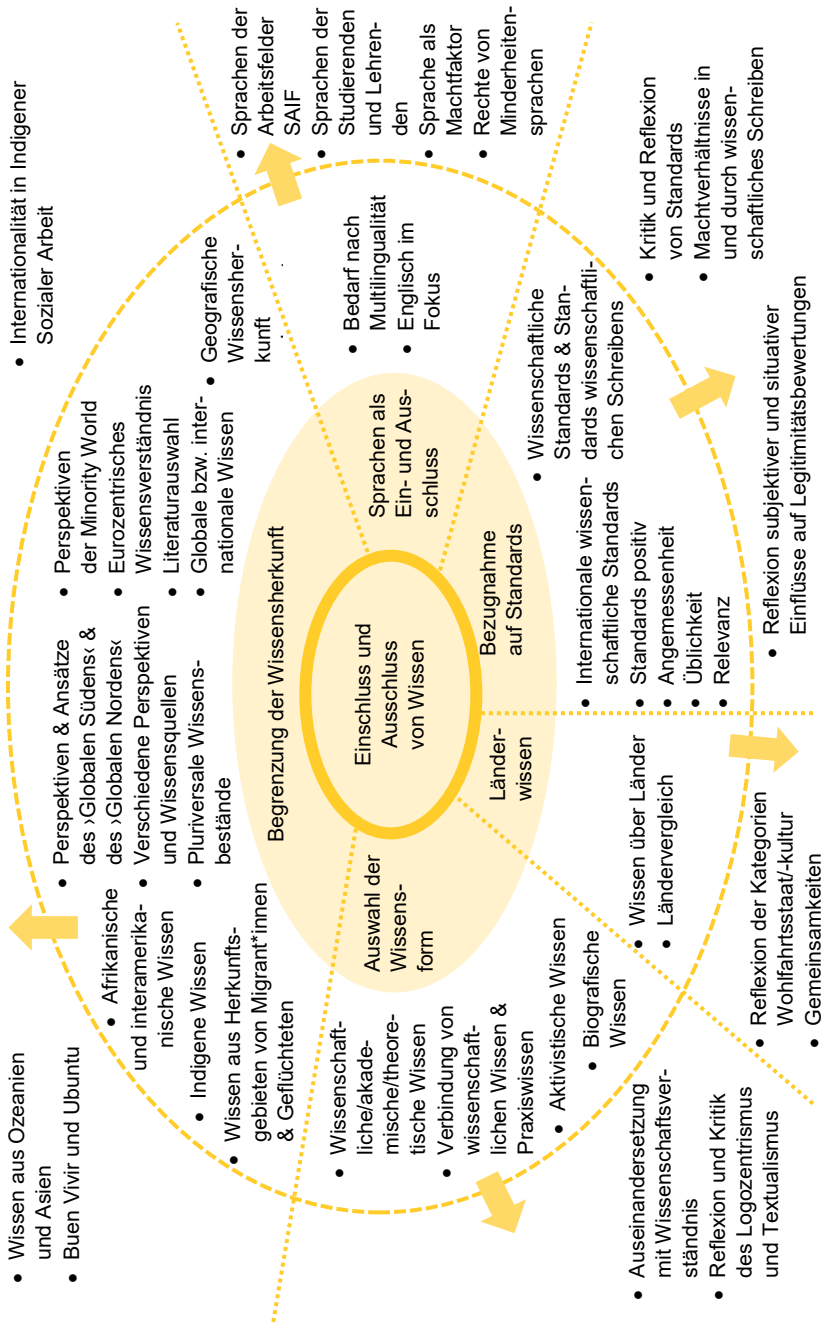 • Wissen aus Ozeanien
und Asien
• Buen Vivir und Ubuntu
• Internationalität in Indigener
Sozialer Arbeit
• Perspektiven & Ansätze
des ›Globalen Südens‹ &
des ›Globalen Nordens‹
• Verschiedene Perspektiven
und Wissensquellen
• Pluriversale Wissens-
bestände
• Perspektiven
der Minority World
• Eurozentrisches
Wissensverständnis
• Literaturauswahl
• Globale bzw. inter-
nationale Wissen
• Afrikanische
und interamerika-
nische Wissen
• Indigene Wissen
• Wissen aus Herkunfts-
gebieten von Migrant*innen
& Geflüchteten
• Geografische
Wissensher-
kunft
Begrenzung der Wissensherkunft
• Sprachen der
Arbeitsfelder
SAIF
• Sprachen der
Studierenden
und Lehren-
den
• Sprache als
Machtfaktor
• Rechte von
Minderheiten-
sprachen
• Bedarf nach
Multilingualität
• Englisch im
Fokus
Sprachen als
Ein- und Aus-
schluss
Einschluss und
Ausschluss
von Wissen
Auswahl der
Wissens-
form
• Wissenschaft-
liche/akade-
mische/theore-
tische Wissen
• Verbindung von
wissenschaft-
lichen Wissen &
Praxiswissen
• Aktivistische Wissen
• Biografische
Wissen
Länder-
wissen
Bezugnahme
auf Standards
• Wissenschaftliche
Standards & Stan-
dards wissenschaftli-
chen Schreibens
• Internationale wissen-
schaftliche Standards
• Standards positiv
• Angemessenheit
• Üblichkeit
• Relevanz
• Wissen über Länder
• Ländervergleich
• Kritik und Reflexion
von Standards
• Machtverhältnisse in
und durch wissen-
schaftliches Schreiben
• Auseinandersetzung
mit Wissenschaftsver-
ständnis
• Reflexion und Kritik
des Logozentrismus
und Textualismus
• Reflexion der Kategorien
Wohlfahrtsstaat/-kultur
• Gemeinsamkeiten
• Reflexion subjektiver und situativer
Einflüsse auf Legitimitätsbewertungen